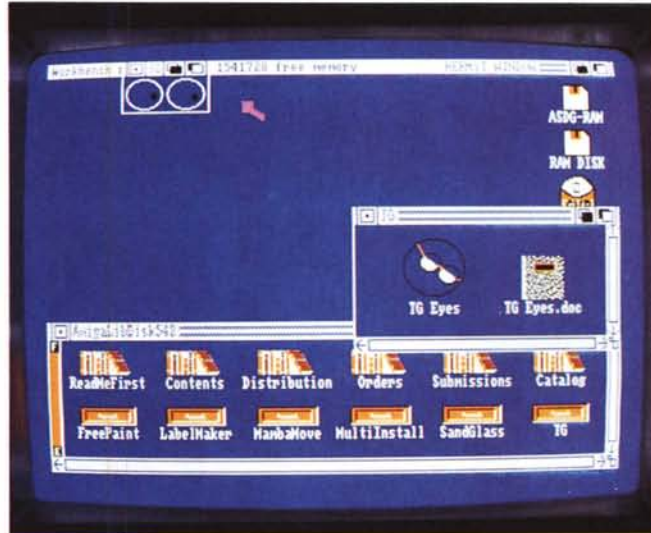 1541728 free memory
ASDG-RAM
RAM DISK
TG
TG Eyes TG Eyes.doc
AmigaLibDisk542
ReadMeFirst Contents Distribution Orders Submissions Catalog
FreePaint LabelMaker MambaMove MultiInstall SandGlass TG